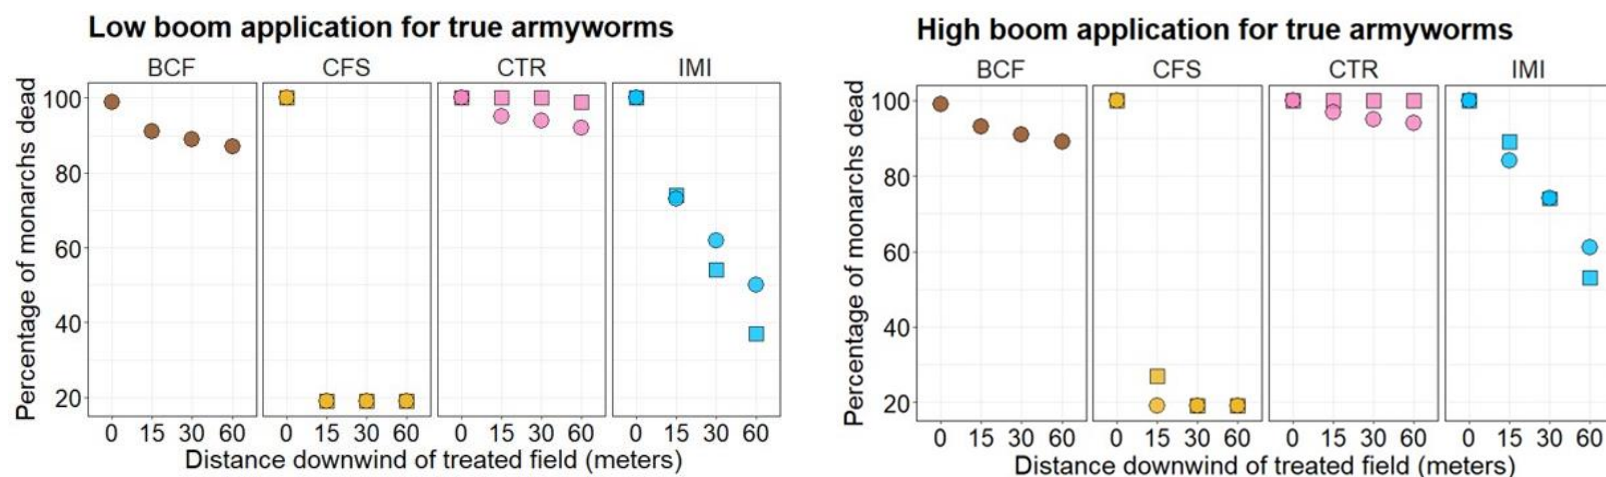 Low boom application for true armyworms
BCF CFS CTR IMI
Percentage of monarchs dead
100
80
60
40
20
0 15 30 60 0 15 30 60 0 15 30 60 0 15 30 60
Distance downwind of treated field (meters)
High boom application for true armyworms
BCF CFS CTR IMI
Percentage of monarchs dead
100
80
60
40
20
0 15 30 60 0 15 30 60 0 15 30 60 0 15 30 60
Distance downwind of treated field (meters)